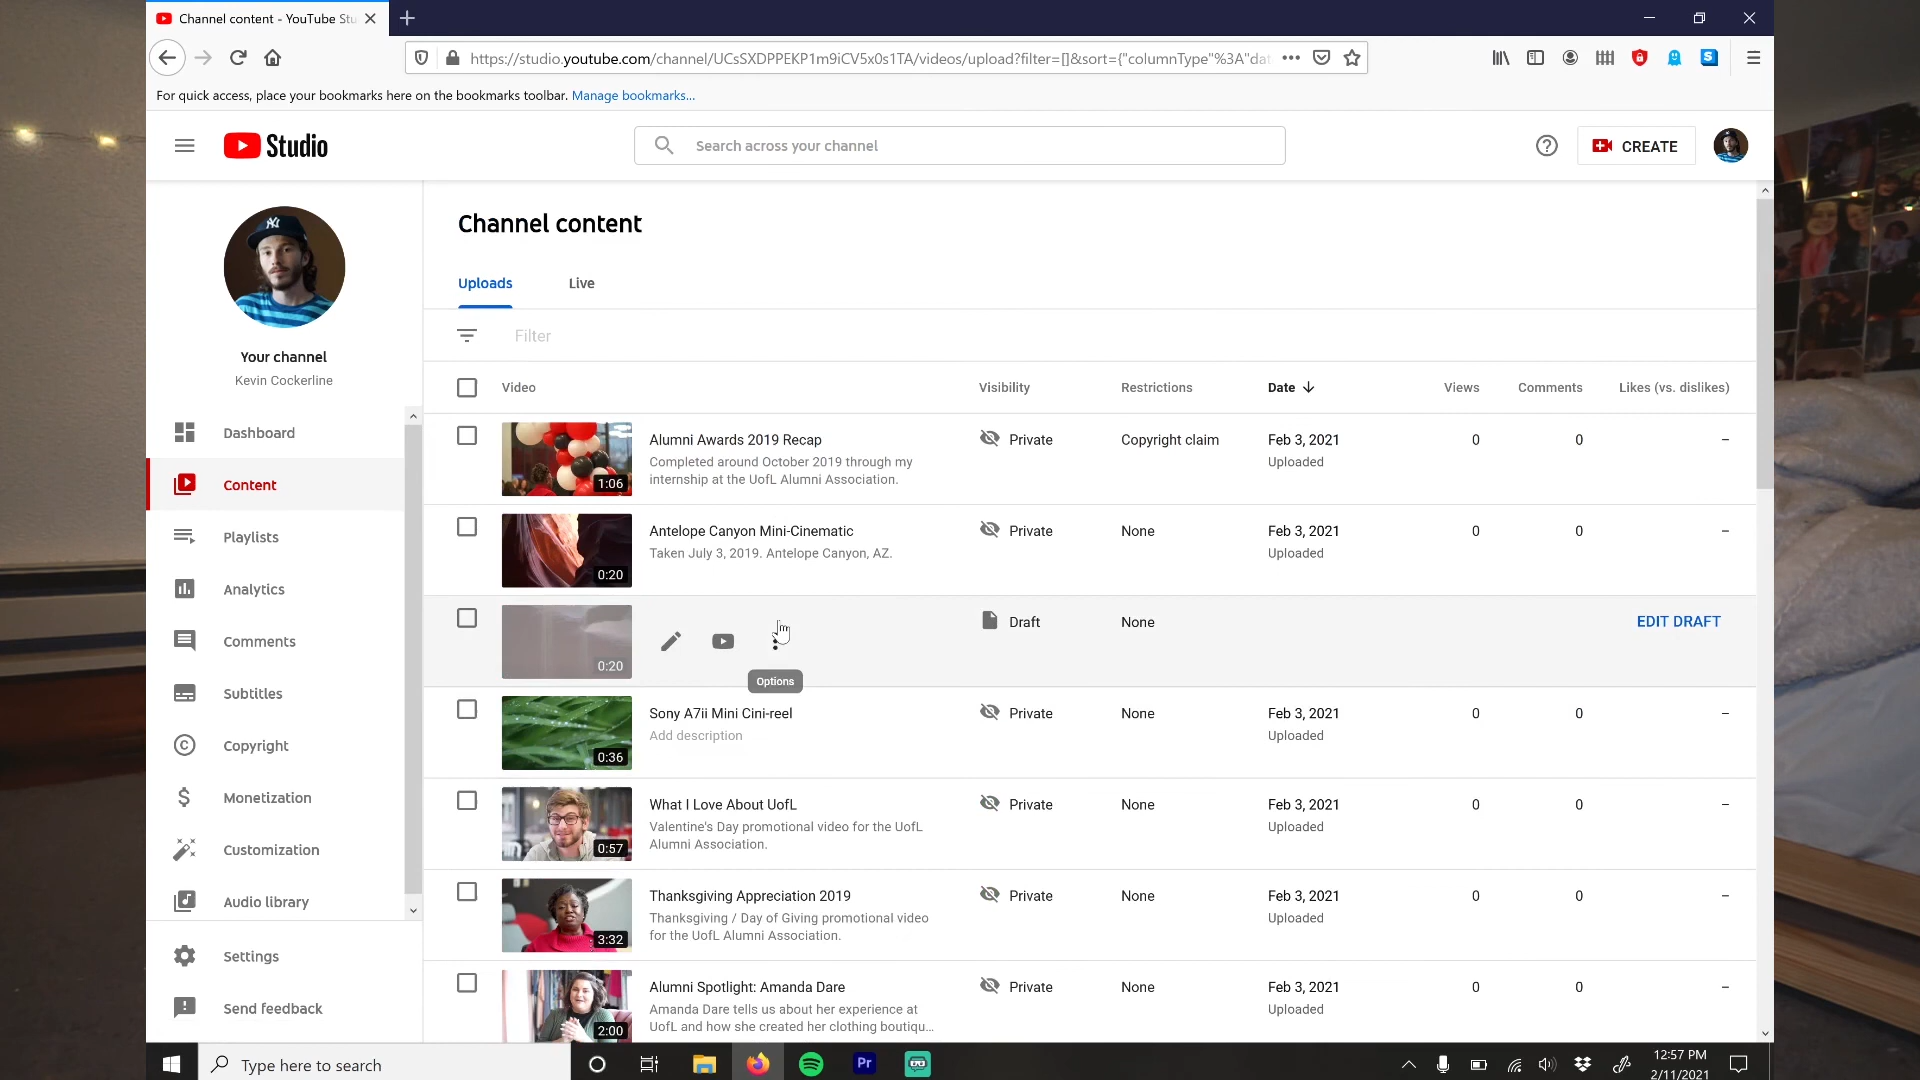 Channel content - YouTube Stu
https://studio.youtube.com/channel/UCsSXDPPEKP1m9iCV5x0s1TA/videos/upload?filter=[]&sort={"columnType"%3A"dat
For quick access, place your bookmarks here on the bookmarks toolbar. Manage bookmarks...
Studio
Search across your channel
CREATE
Your channel
Kevin Cockerline
Dashboard
Content
Playlists
Analytics
Comments
Subtitles
Copyright
Monetization
Customization
Audio library
Settings
Send feedback
Channel content
Uploads Live
Filter
Video Visibility Restrictions Date Views Comments Likes (vs. dislikes)
Alumni Awards 2019 Recap Private Copyright claim Feb 3, 2021 0 0 –
Completed around October 2019 through my Uploaded
internship at the UofL Alumni Association.
1:06
Antelope Canyon Mini-Cinematic Private None Feb 3, 2021 0 0 –
Taken July 3, 2019. Antelope Canyon, AZ. Uploaded
0:20
Draft None EDIT DRAFT
0:20
Options
Sony A7ii Mini Cini-reel Private None Feb 3, 2021 0 0 –
Add description Uploaded
0:36
What I Love About UofL Private None Feb 3, 2021 0 0 –
Valentine's Day promotional video for the UofL Uploaded
Alumni Association.
0:57
Thanksgiving Appreciation 2019 Private None Feb 3, 2021 0 0 –
Thanksgiving / Day of Giving promotional video Uploaded
for the UofL Alumni Association.
3:32
Alumni Spotlight: Amanda Dare Private None Feb 3, 2021 0 0 –
Amanda Dare tells us about her experience at Uploaded
UofL and how she created her clothing boutiqu...
2:00
Type here to search
Pr
12:57 PM
2/11/2021